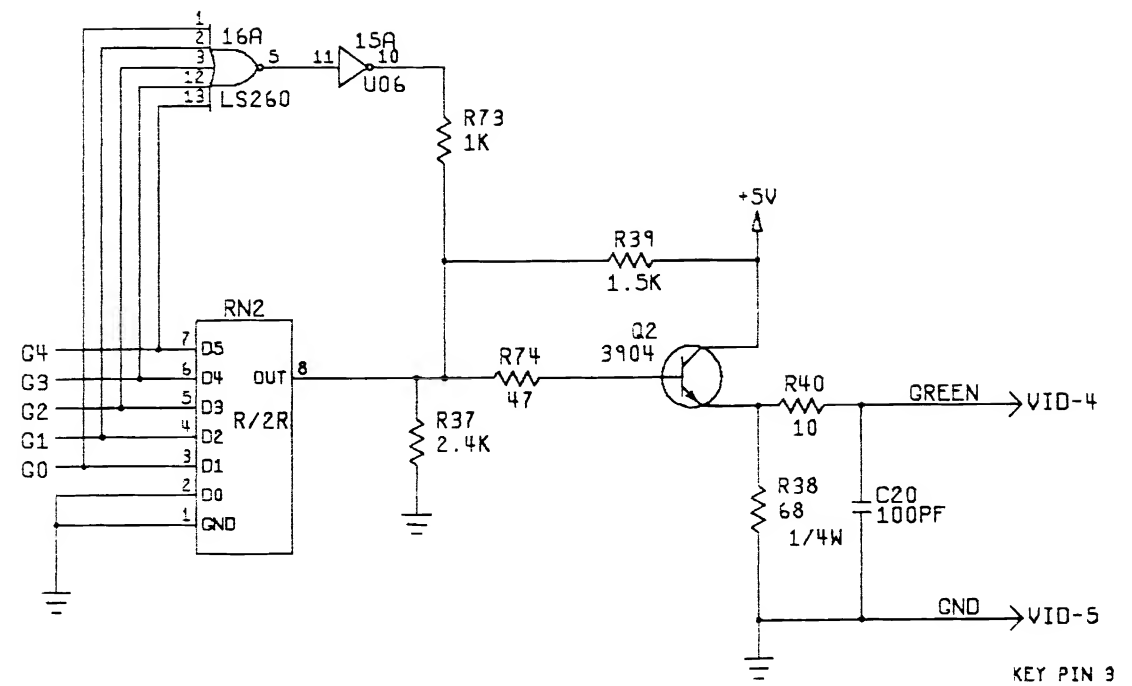 1
2
3
12
13
16A
5
LS260
11
15A
10
U06
R73
1K
+5V
R39
1.5K
RN2
Q2
3904
G4
7
D5
G3
6
D4
OUT
8
R74
47
G2
5
D3
R/2R
R37
2.4K
G1
4
D2
G0
3
D1
2
D0
1
GND
R40
10
GREEN
VID-4
R38
68
1/4W
C20
100PF
GND
VID-5
KEY PIN 3